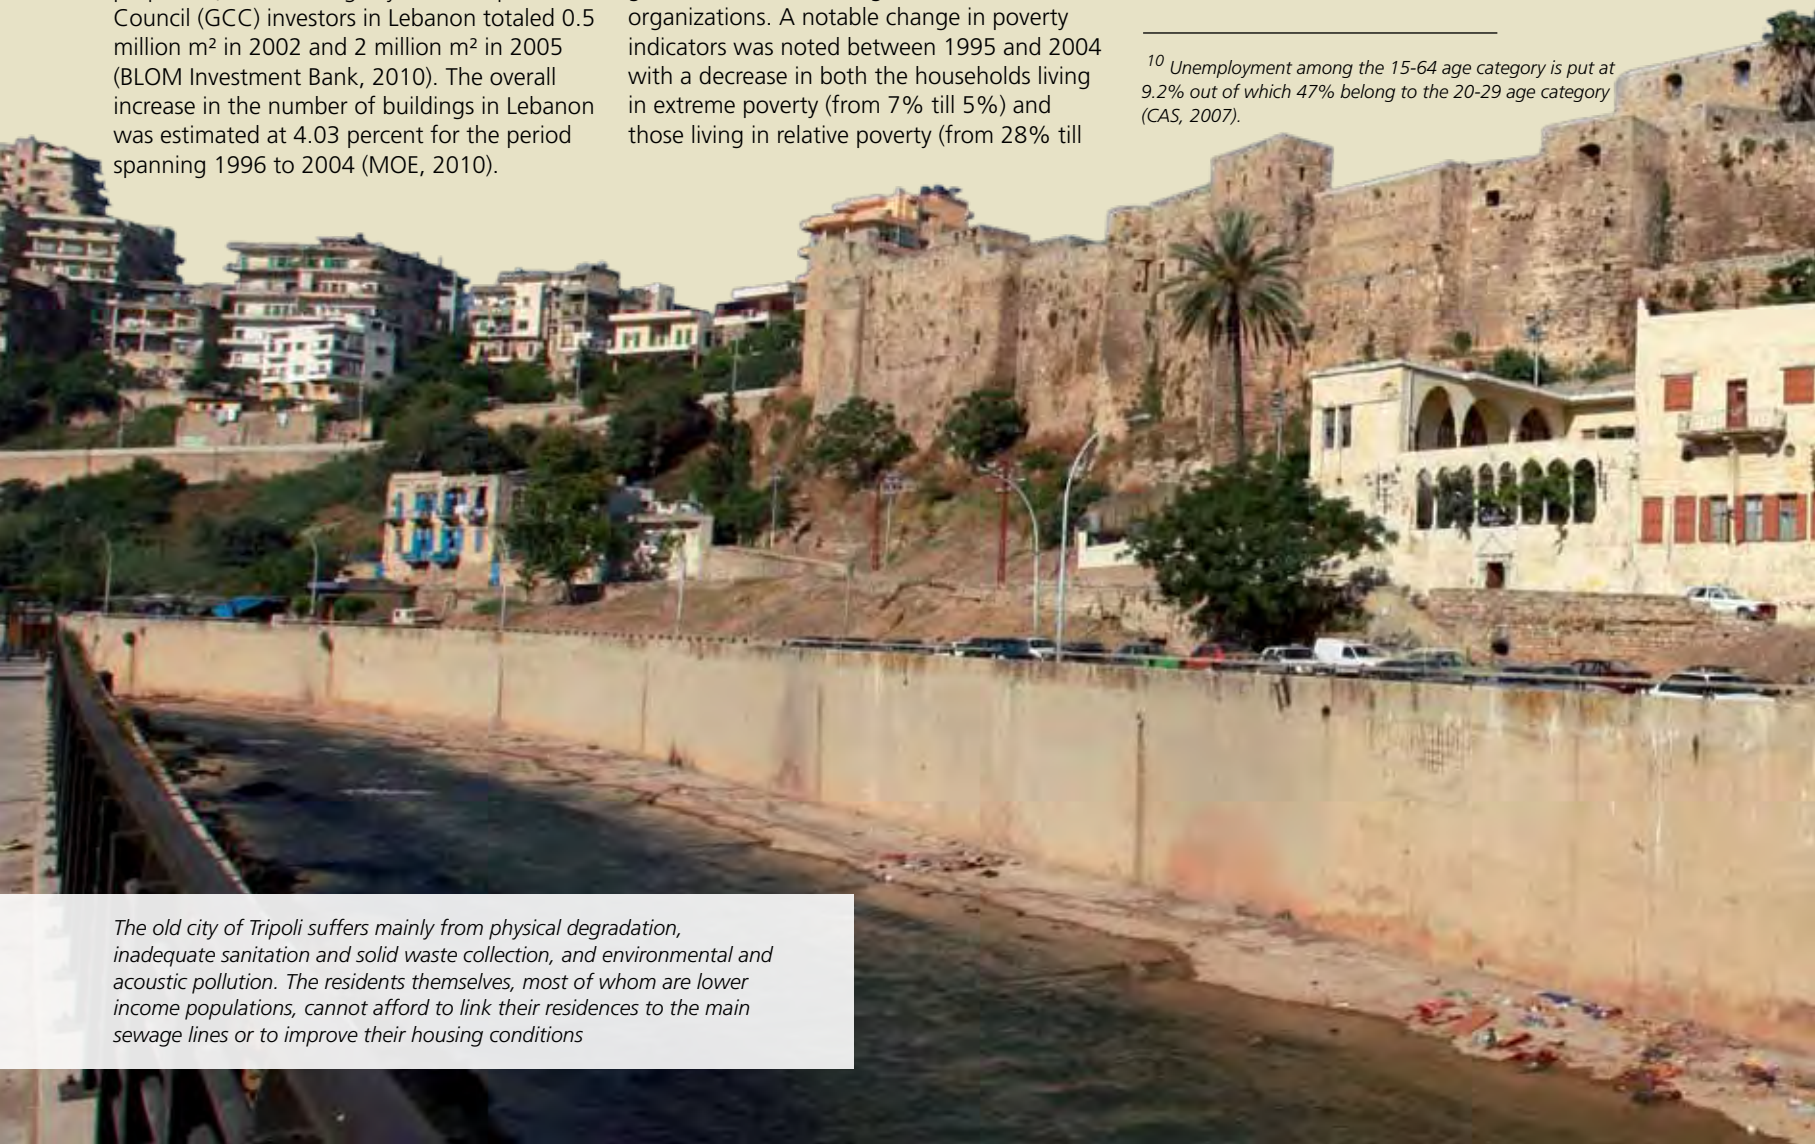 Council (GCC) investors in Lebanon totaled 0.5
million m² in 2002 and 2 million m² in 2005
(BLOM Investment Bank, 2010). The overall
increase in the number of buildings in Lebanon
was estimated at 4.03 percent for the period
spanning 1996 to 2004 (MOE, 2010).
organizations. A notable change in poverty
indicators was noted between 1995 and 2004
with a decrease in both the households living
in extreme poverty (from 7% till 5%) and
those living in relative poverty (from 28% till
10 Unemployment among the 15-64 age category is put at
9.2% out of which 47% belong to the 20-29 age category
(CAS, 2007).
The old city of Tripoli suffers mainly from physical degradation,
inadequate sanitation and solid waste collection, and environmental and
acoustic pollution. The residents themselves, most of whom are lower
income populations, cannot afford to link their residences to the main
sewage lines or to improve their housing conditions